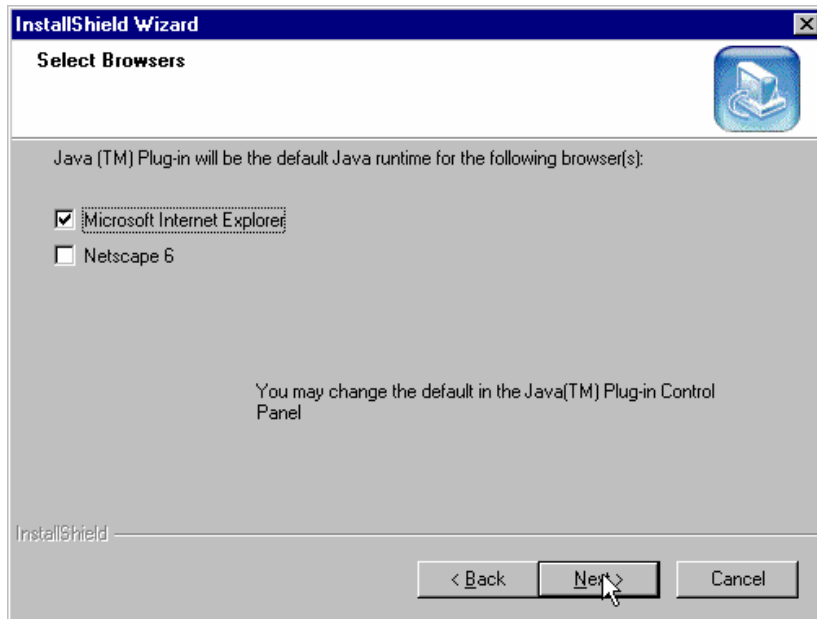 InstallShield Wizard
Select Browsers
Java (TM) Plug-in will be the default Java runtime for the following browser(s):
Microsoft Internet Explorer
Netscape 6
You may change the default in the Java(TM) Plug-in Control
Panel
InstallShield
< Back
Next >
Cancel